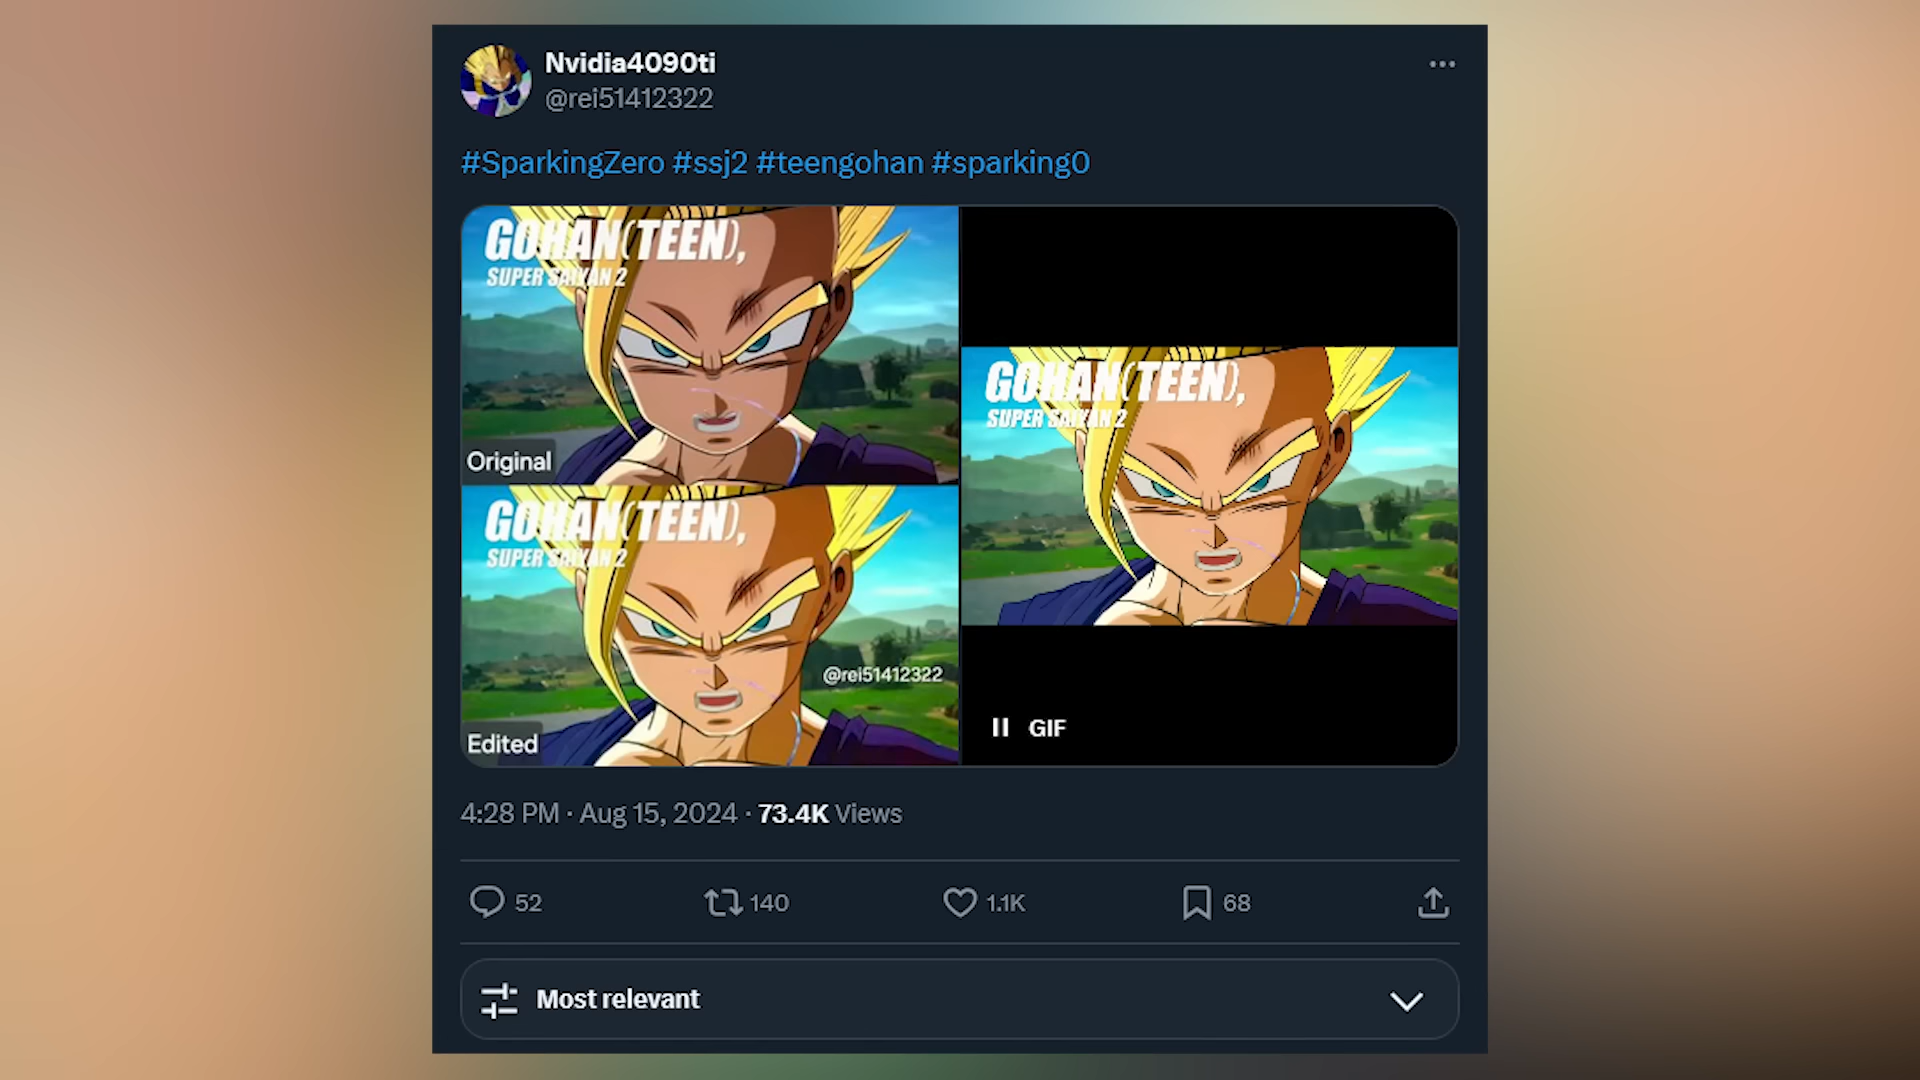 Nvidia4090ti
@rei51412322
#SparkingZero #ssj2 #teengohan #sparking0
GOHAN(TEEN),
SUPER SAIYAN 2
Original
GOHAN(TEEN),
SUPER SAIYAN 2
@rei51412322
Edited
GOHAN(TEEN),
SUPER SAIYAN 2
GIF
4:28 PM · Aug 15, 2024 · 73.4K Views
52 140 1.1K 68
Most relevant